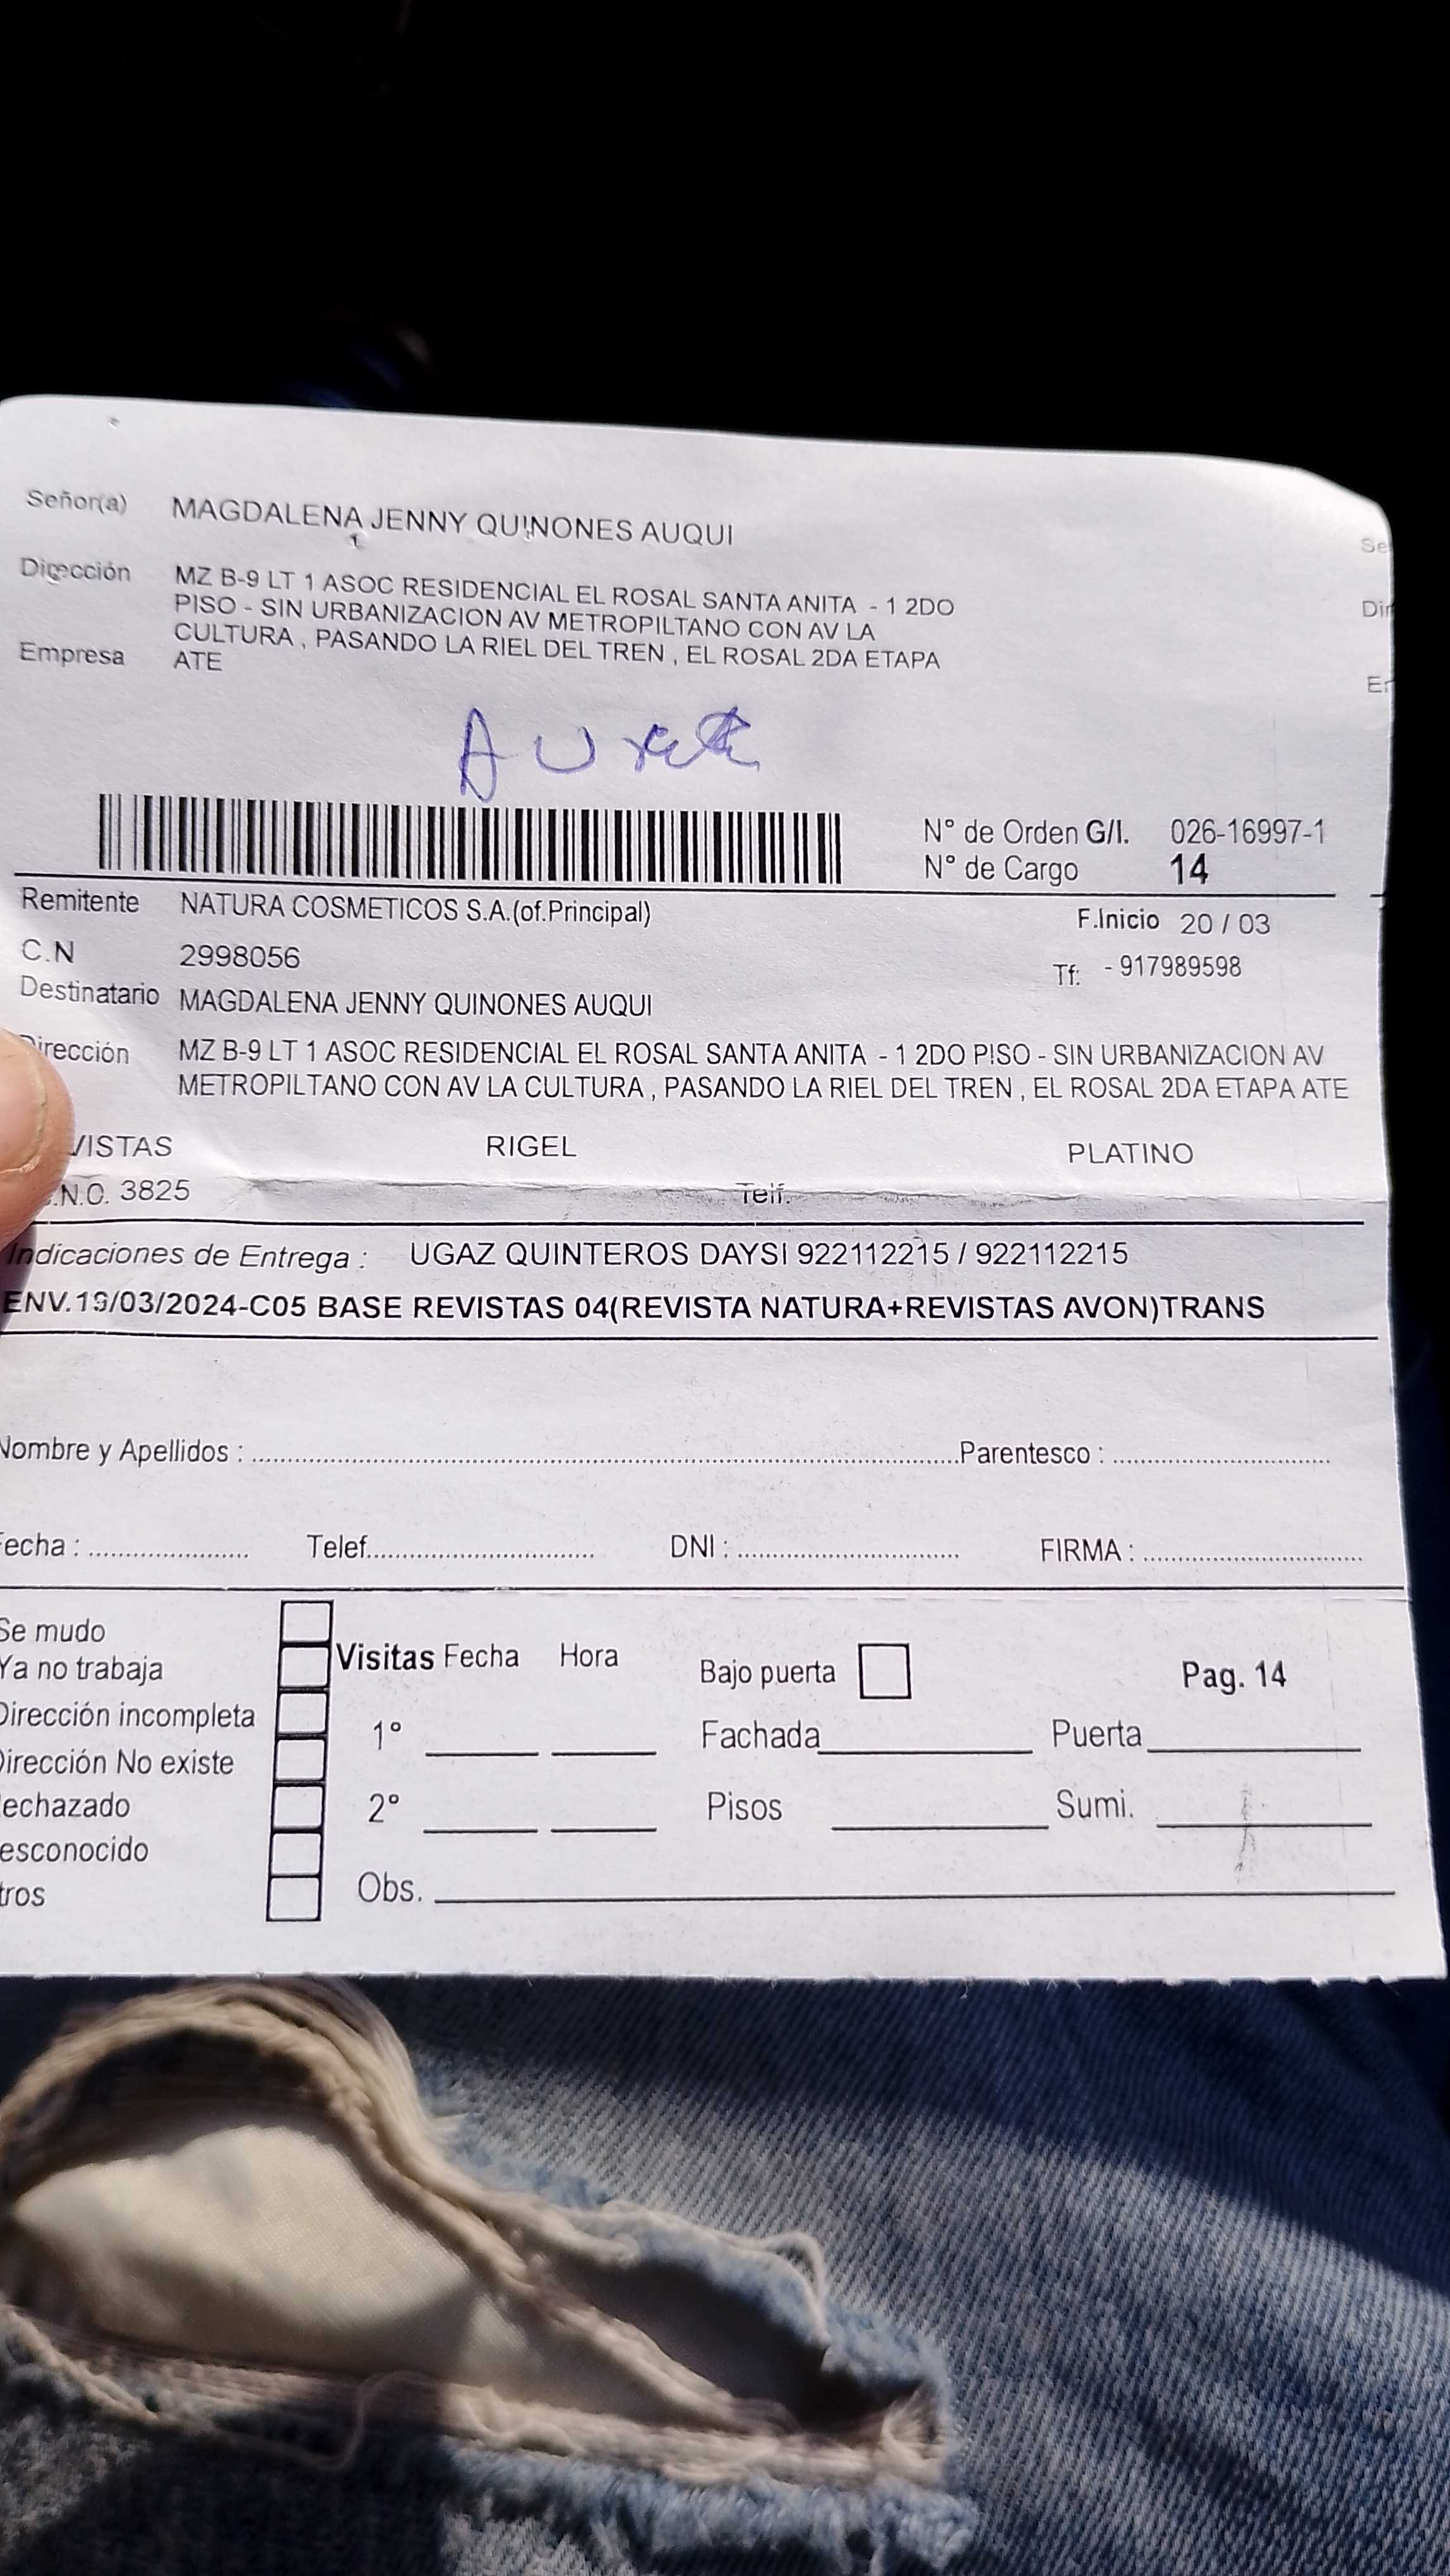 Señor(a) MAGDALENA JENNY QUINONES AUQUI Se
Dirección MZ B-9 LT 1 ASOC RESIDENCIAL EL ROSAL SANTA ANITA - 1 2DO Dir
PISO - SIN URBANIZACION AV METROPILTANO CON AV LA
CULTURA , PASANDO LA RIEL DEL TREN , EL ROSAL 2DA ETAPA
Empresa ATE
N° de Orden G/I. 026-16997-1
N° de Cargo 14
Remitente NATURA COSMETICOS S.A.(of.Principal) F.Inicio 20 / 03
C.N 2998056 Tf: - 917989598
Destinatario MAGDALENA JENNY QUINONES AUQUI
Dirección MZ B-9 LT 1 ASOC RESIDENCIAL EL ROSAL SANTA ANITA - 1 2DO PISO - SIN URBANIZACION AV
METROPILTANO CON AV LA CULTURA , PASANDO LA RIEL DEL TREN , EL ROSAL 2DA ETAPA ATE
VISTAS RIGEL PLATINO
.N.O. 3825 Telf.
Indicaciones de Entrega : UGAZ QUINTEROS DAYSI 922112215 / 922112215
ENV.19/03/2024-C05 BASE REVISTAS 04(REVISTA NATURA+REVISTAS AVON)TRANS
Nombre y Apellidos : Parentesco :
Fecha : Telef. DNI : FIRMA :
Se mudo
Ya no trabaja Visitas Fecha Hora Bajo puerta Pag. 14
Dirección incompleta 1° Fachada Puerta
Dirección No existe
echazado 2° Pisos Sumi.
esconocido
tros Obs.